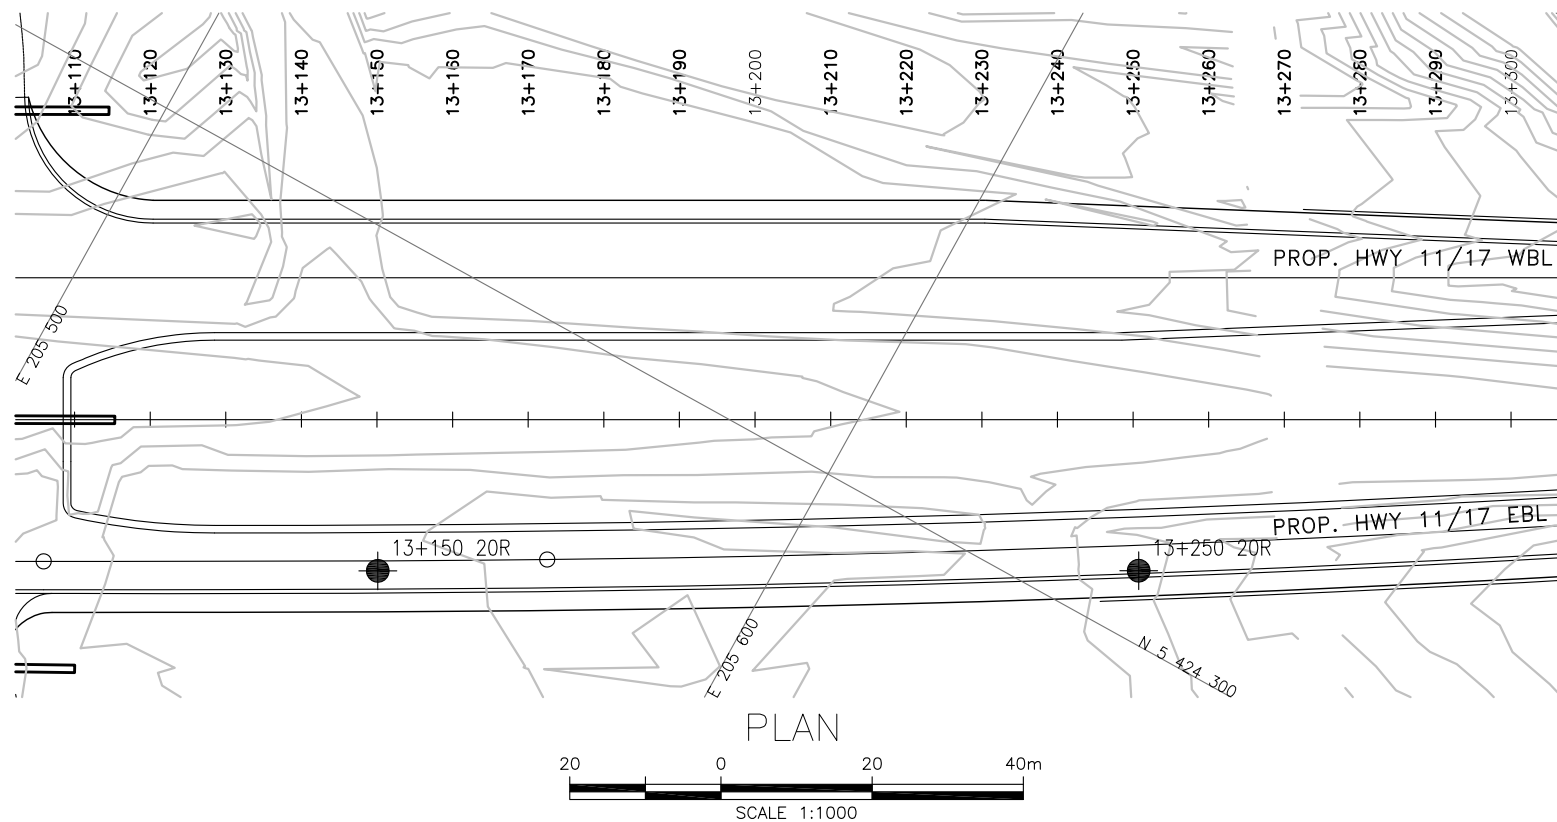 13+110
13+120
13+130
13+140
13+150
13+160
13+170
13+180
13+190
13+200
13+210
13+220
13+230
13+240
13+250
13+260
13+270
13+280
13+290
13+300
PROP. HWY 11/17 WBL
E 205 500
PROP. HWY 11/17 EBL
13+150 20R
13+250 20R
E 205 600
N 5 424 300
PLAN
20 0 20 40m
SCALE 1:1000